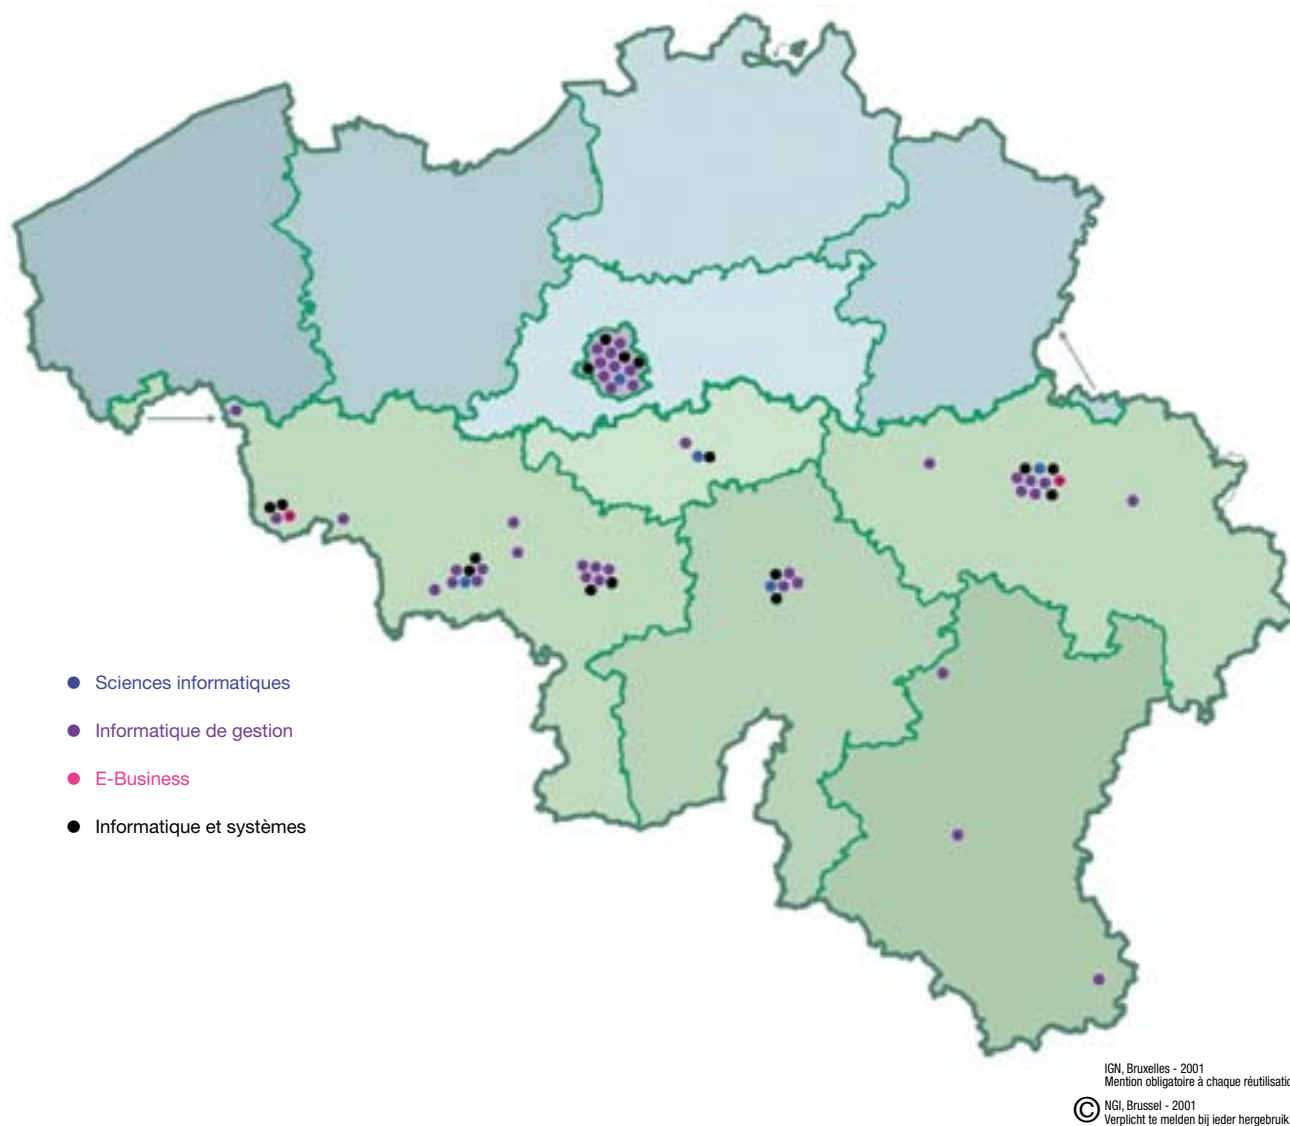 Sciences informatiques
Informatique de gestion
E-Business
Informatique et systèmes
IGN, Bruxelles - 2001
Mention obligatoire à chaque réutilisatio
© NGI, Brussel - 2001
Verplicht te melden bij ieder hergebruik